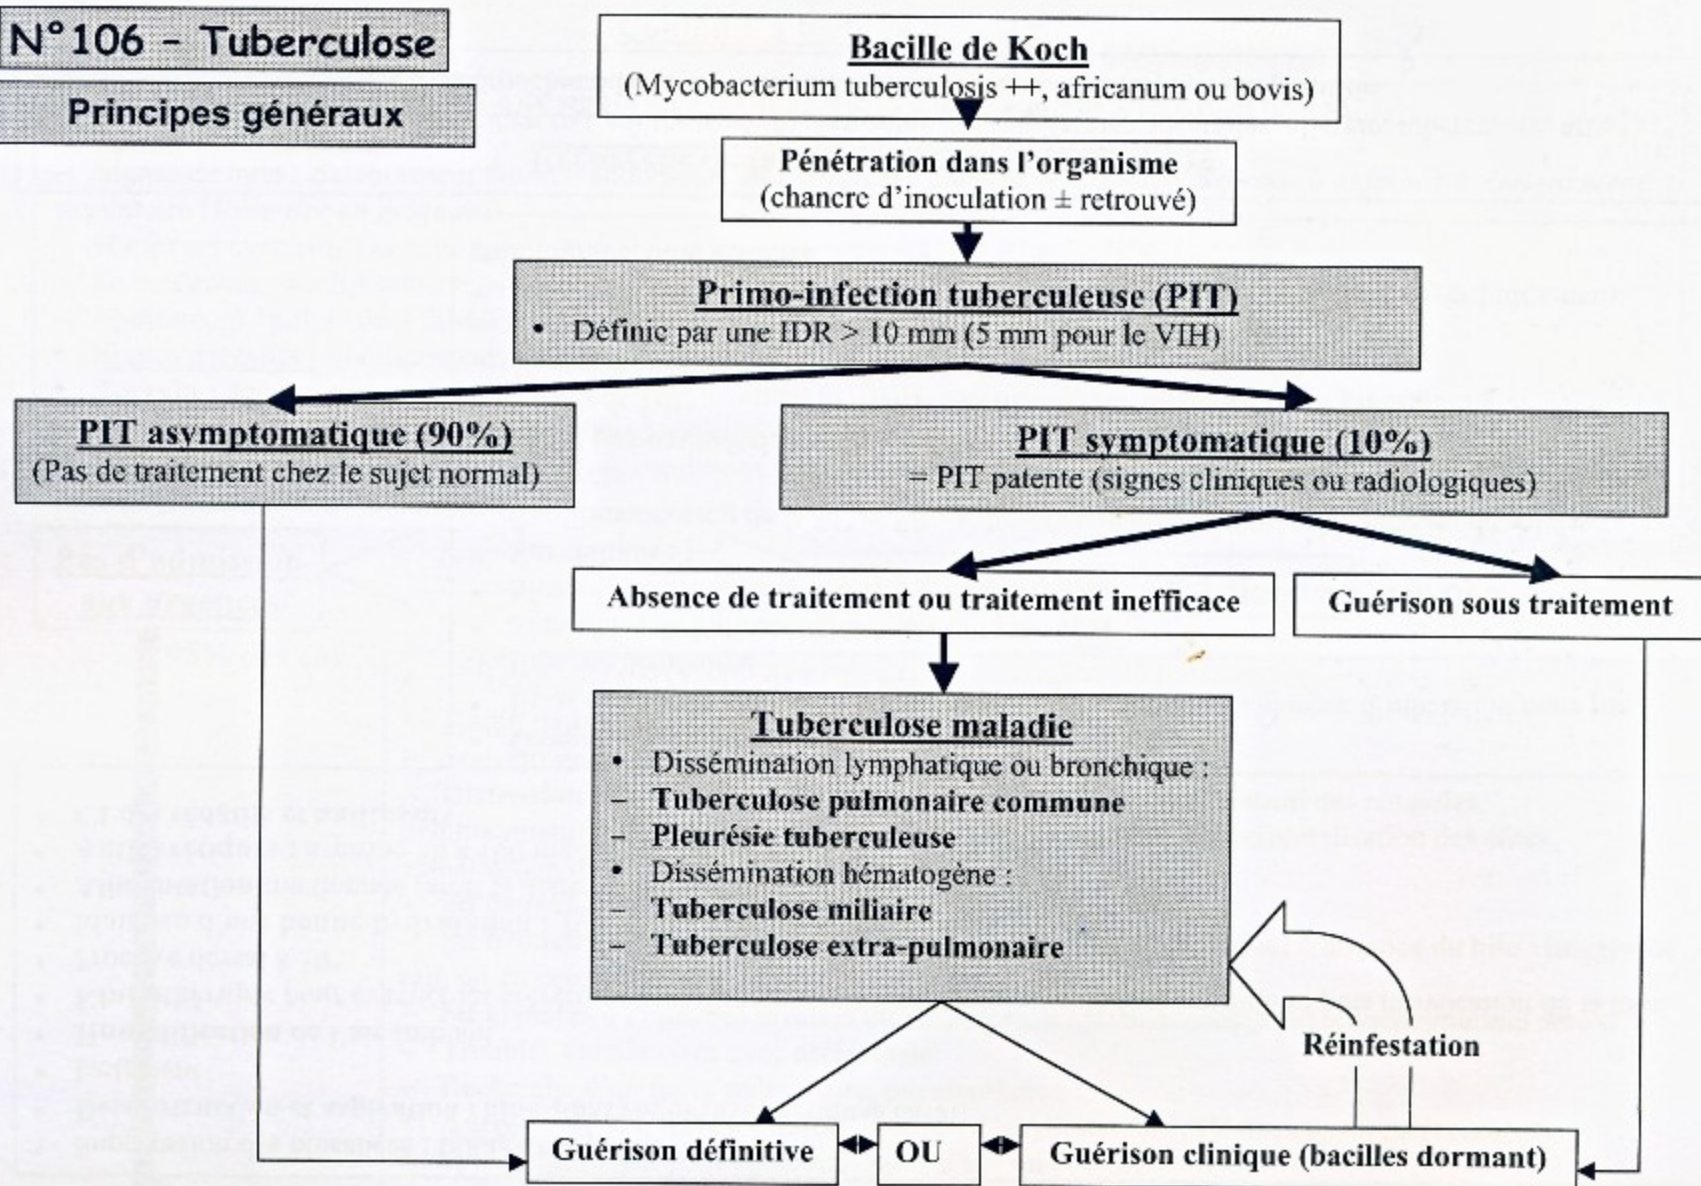 N°106 - Tuberculose
Principes généraux
Bacille de Koch
(Mycobacterium tuberculosis ++, africanum ou bovis)
Pénétration dans l'organisme
(chancre d'inoculation ± retrouvé)
Primo-infection tuberculeuse (PIT)
• Définie par une IDR > 10 mm (5 mm pour le VIH)
PIT asymptomatique (90%)
(Pas de traitement chez le sujet normal)
PIT symptomatique (10%)
= PIT patente (signes cliniques ou radiologiques)
Absence de traitement ou traitement inefficace
Guérison sous traitement
Tuberculose maladie
• Dissémination lymphatique ou bronchique :
– Tuberculose pulmonaire commune
– Pleurésie tuberculeuse
• Dissémination hématogène :
– Tuberculose miliaire
– Tuberculose extra-pulmonaire
Réinfestation
Guérison définitive
OU
Guérison clinique (bacilles dormant)